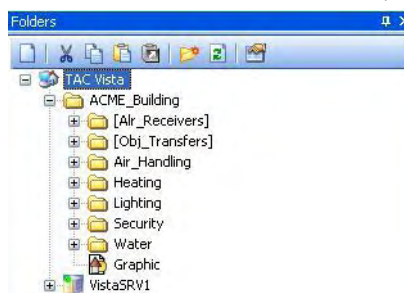 Folders
TAC Vista
ACME_Building
[Alr_Receivers]
[Obj_Transfers]
Air_Handling
Heating
Lighting
Security
Water
Graphic
VistaSRV1